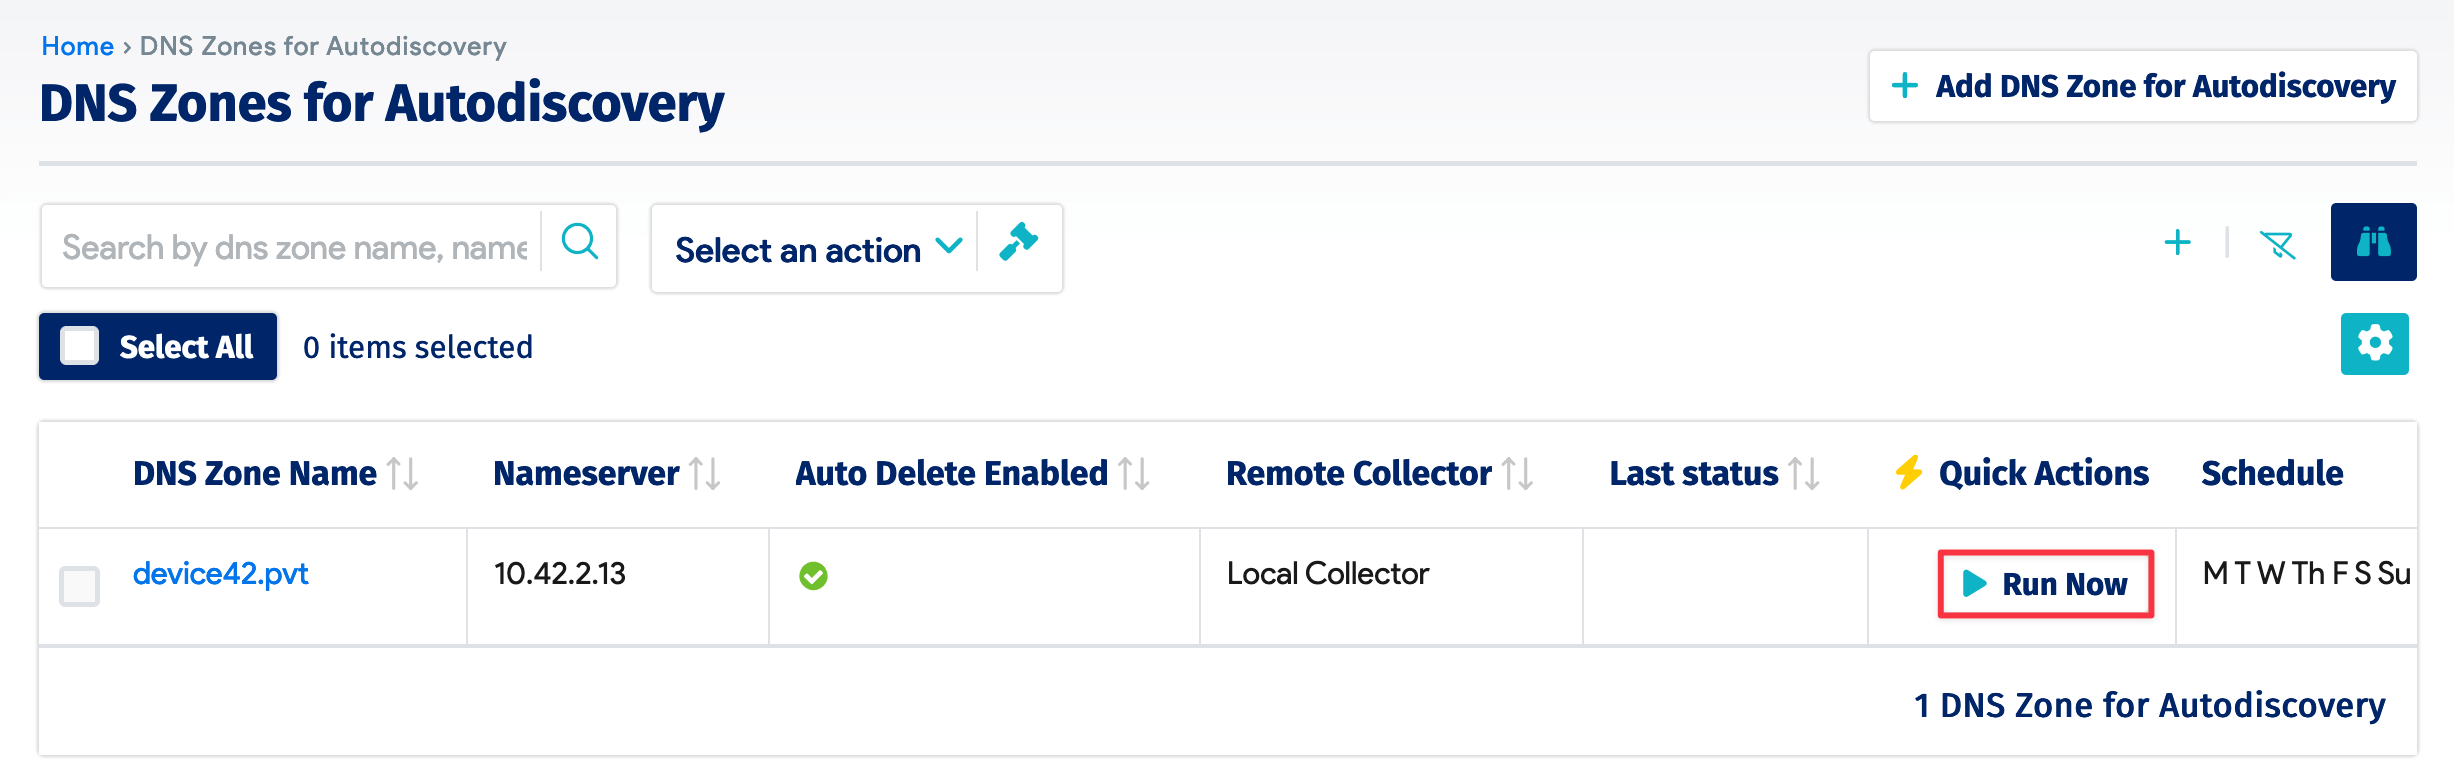 Home › DNS Zones for Autodiscovery
DNS Zones for Autodiscovery
+ Add DNS Zone for Autodiscovery
Search by dns zone name, name
Select an action
Select All
0 items selected
DNS Zone Name Nameserver Auto Delete Enabled Remote Collector Last status Quick Actions Schedule
device42.pvt 10.42.2.13 Local Collector Run Now M T W Th F S Su
1 DNS Zone for Autodiscovery